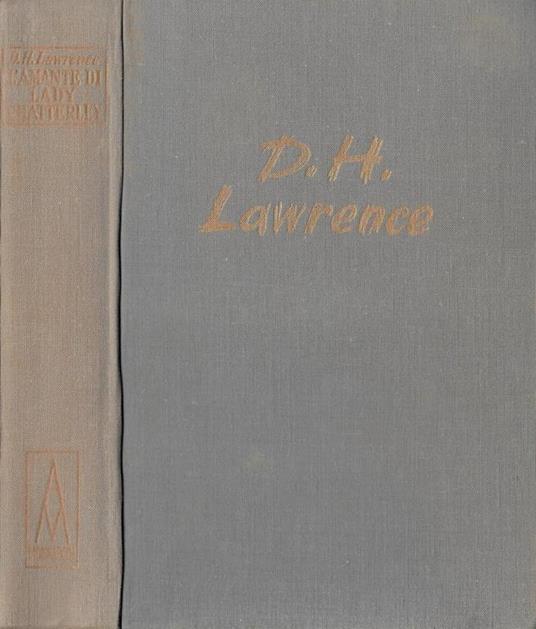 D.H. Lawrence
L'AMANTE DI
LADY
CHATTERLEY
D. H.
Lawrence